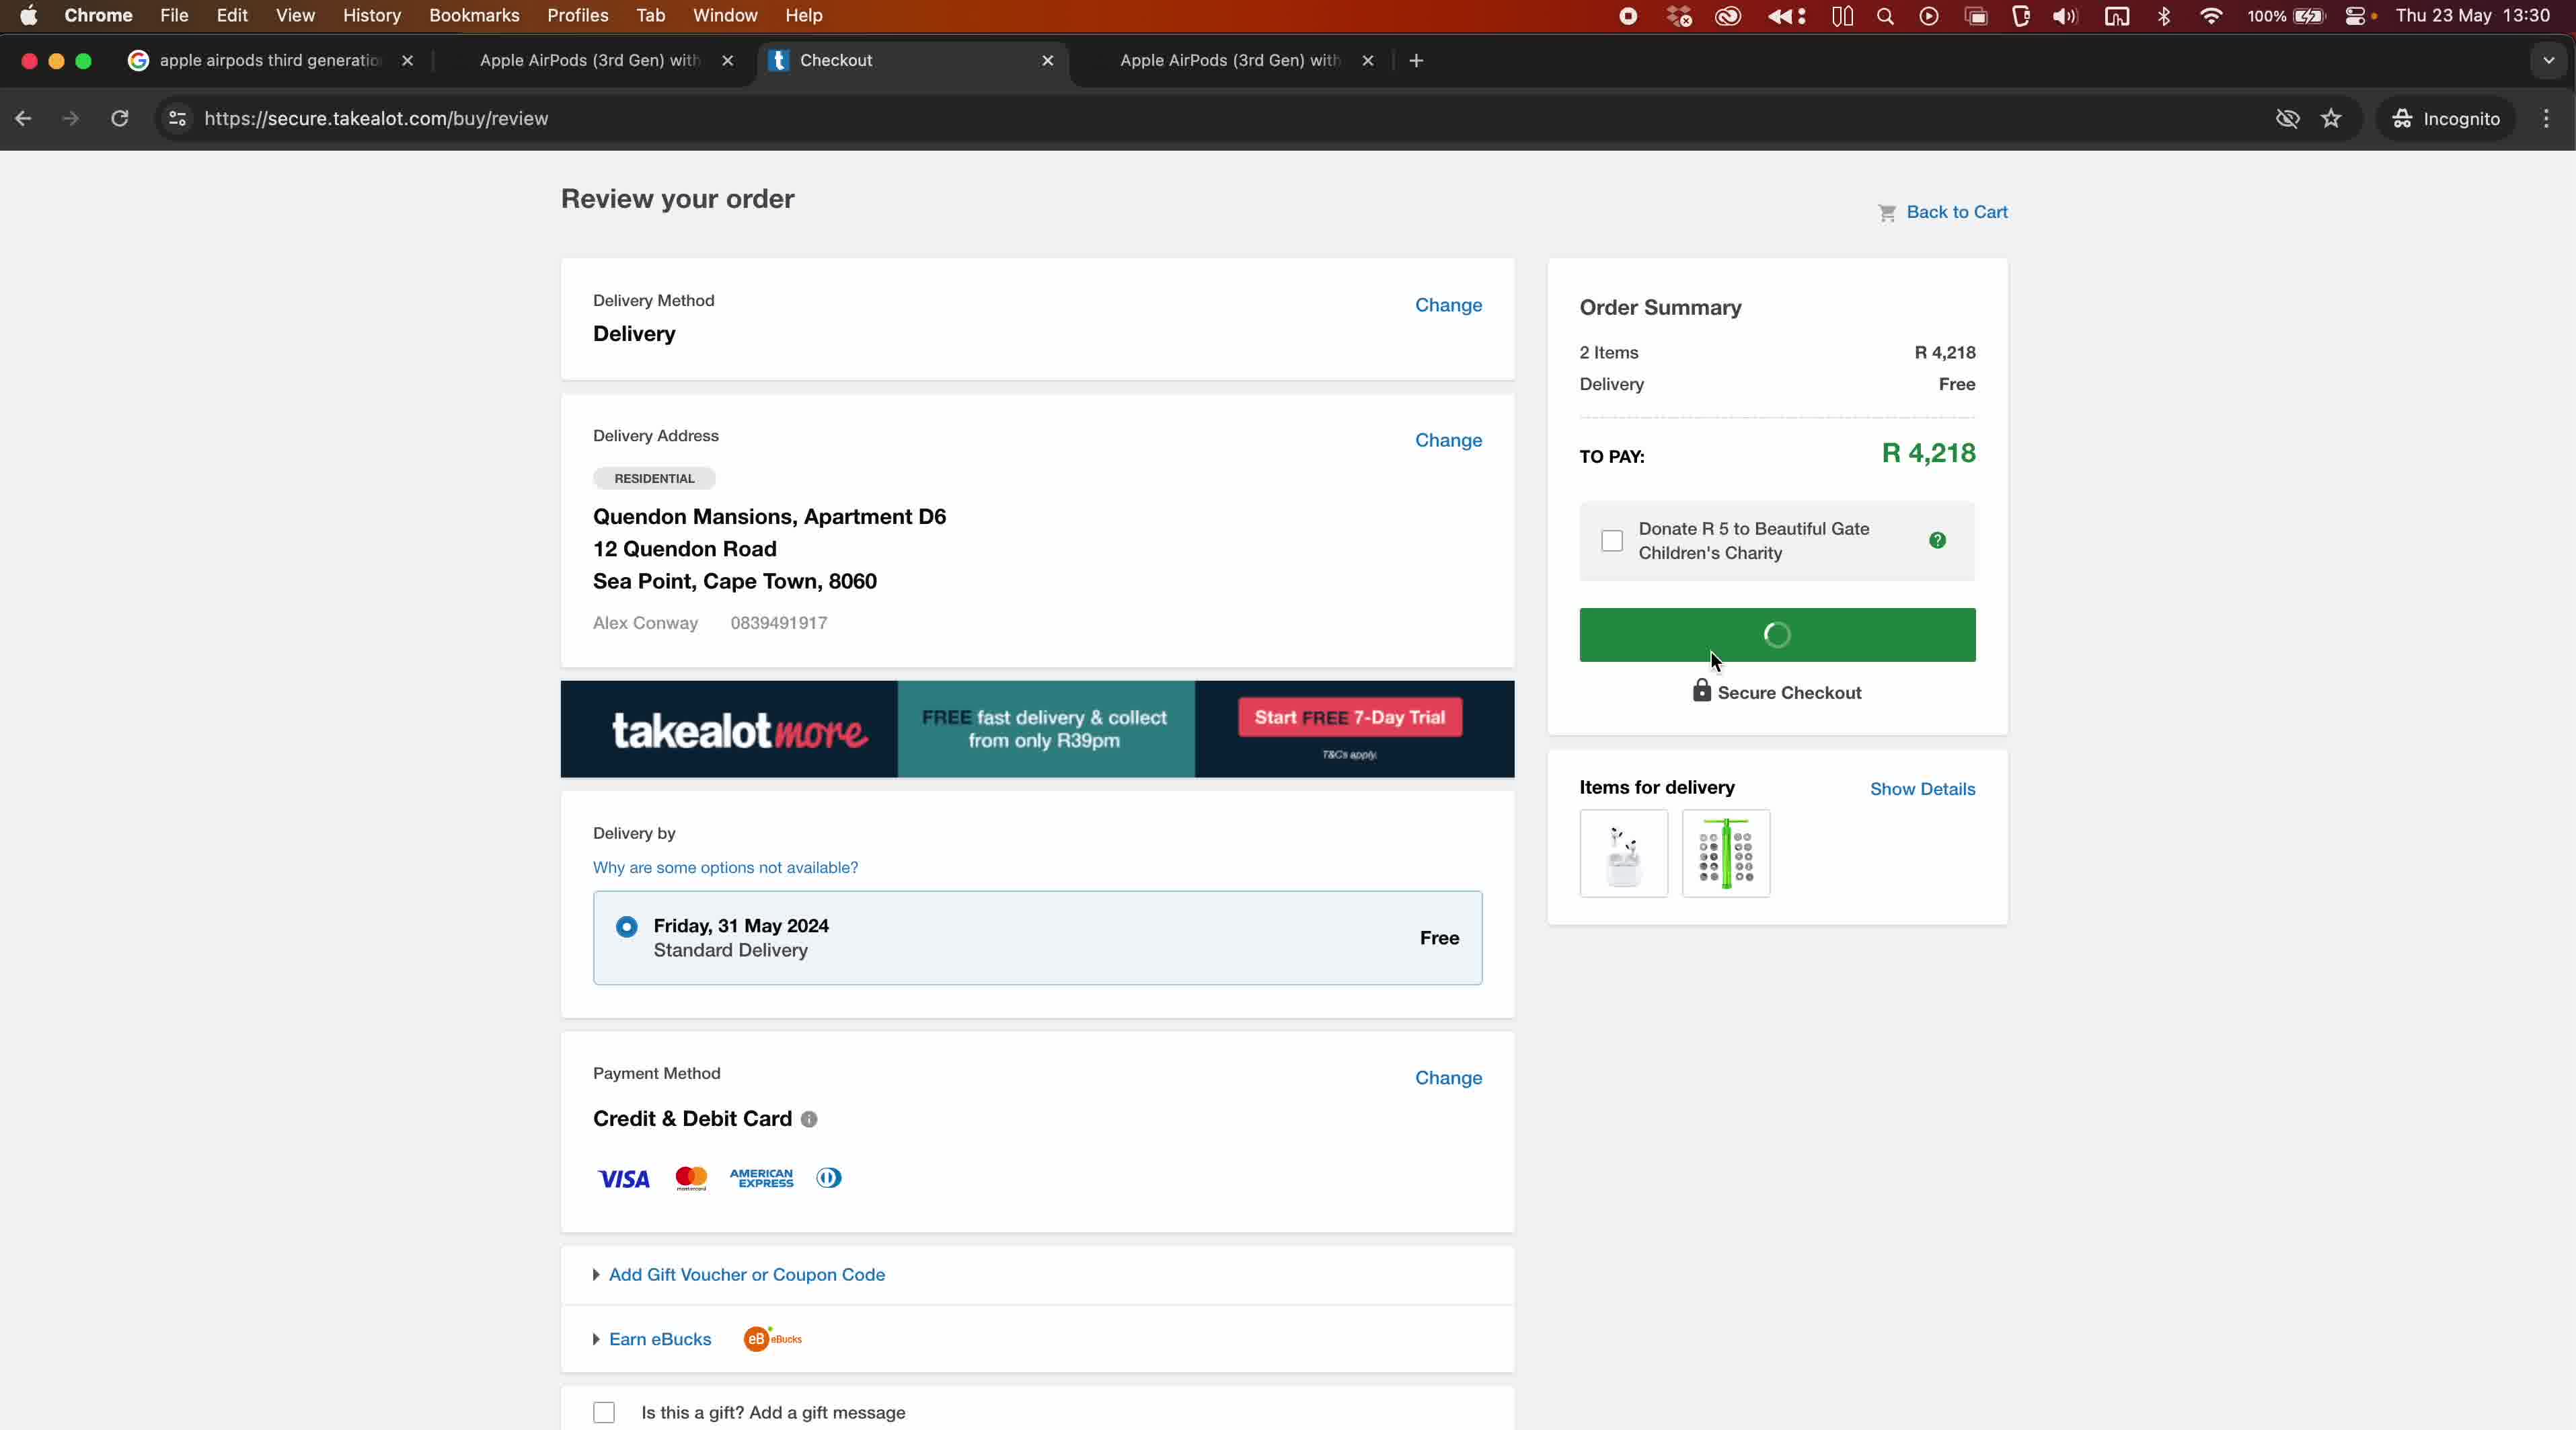 Chrome File Edit View History Bookmarks Profiles Tab Window Help 100% Thu 23 May 13:30
apple airpods third generatio Apple AirPods (3rd Gen) with Checkout Apple AirPods (3rd Gen) with
https://secure.takealot.com/buy/review Incognito
Review your order
Back to Cart
Delivery Method
Change
Delivery
Delivery Address
Change
RESIDENTIAL
Quendon Mansions, Apartment D6
12 Quendon Road
Sea Point, Cape Town, 8060
Alex Conway 0839491917
takealotmore
FREE fast delivery & collect
from only R39pm
Start FREE 7-Day Trial
T&Cs apply.
Delivery by
Why are some options not available?
Friday, 31 May 2024
Standard Delivery
Free
Payment Method
Change
Credit & Debit Card
VISA mastercard AMERICAN EXPRESS
Add Gift Voucher or Coupon Code
Earn eBucks eB eBucks
Is this a gift? Add a gift message
Order Summary
2 Items R 4,218
Delivery Free
TO PAY: R 4,218
Donate R 5 to Beautiful Gate
Children's Charity
?
Secure Checkout
Items for delivery Show Details